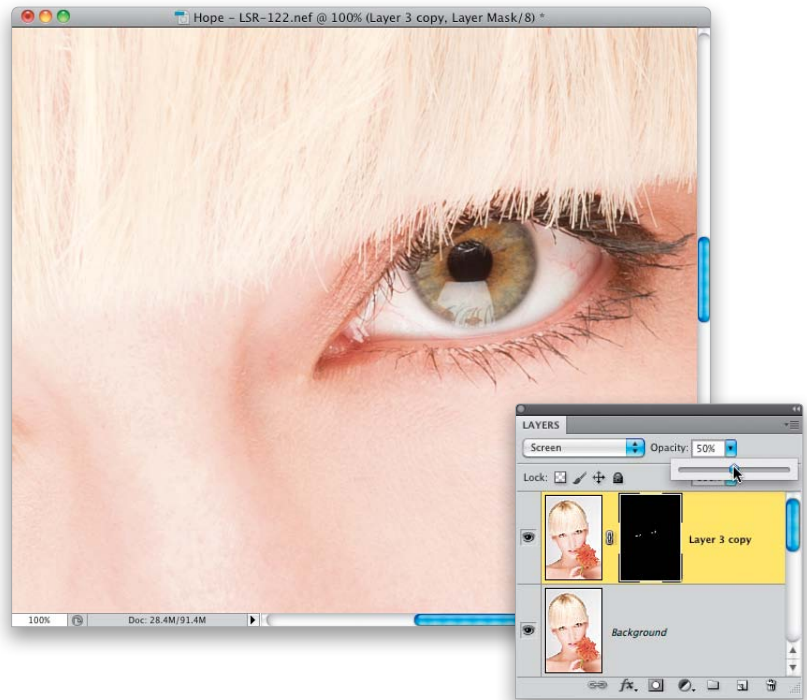 Hope – LSR-122.nef @ 100% (Layer 3 copy, Layer Mask/8) *
LAYERS
Screen Opacity: 50%
Lock:
Layer 3 copy
Background
100% Doc: 28.4M/91.4M
fx.